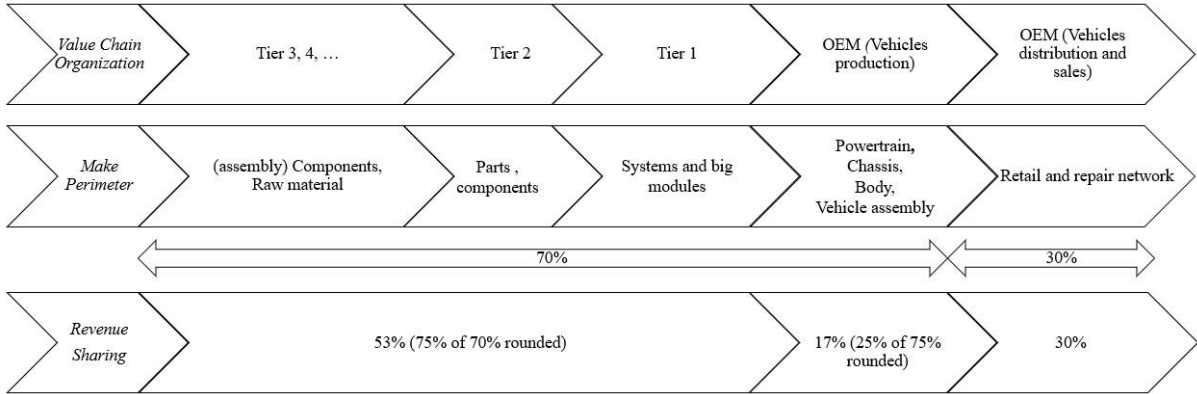 Value Chain
Organization
Tier 3, 4, …
Tier 2
Tier 1
OEM (Vehicles
production)
OEM (Vehicles
distribution and
sales)
Make
Perimeter
(assembly) Components,
Raw material
Parts ,
components
Systems and big
modules
Powertrain,
Chassis,
Body,
Vehicle assembly
Retail and repair network
70%
30%
Revenue
Sharing
53% (75% of 70% rounded)
17% (25% of 75%
rounded)
30%